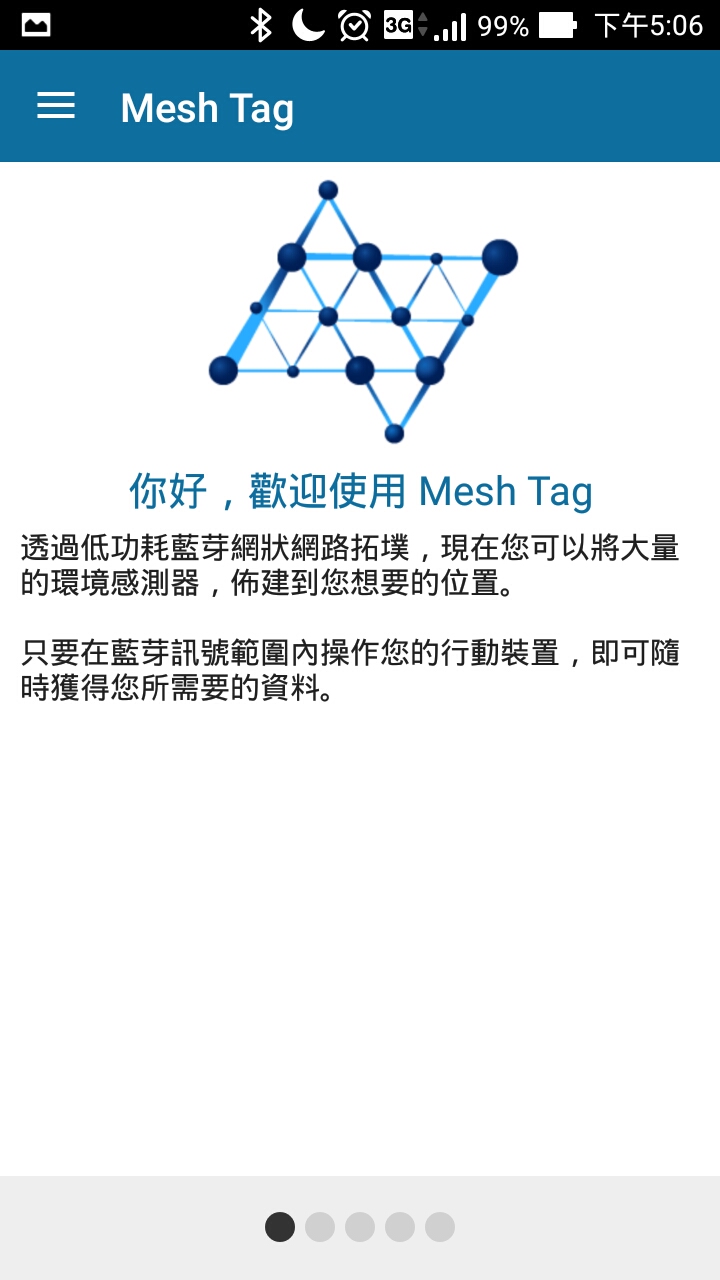 3G 99% 下午5:06
Mesh Tag
你好，歡迎使用 Mesh Tag
透過低功耗藍芽網狀網路拓墣，現在您可以將大量
的環境感測器，佈建到您想要的位置。
只要在藍芽訊號範圍內操作您的行動裝置，即可隨
時獲得您所需要的資料。